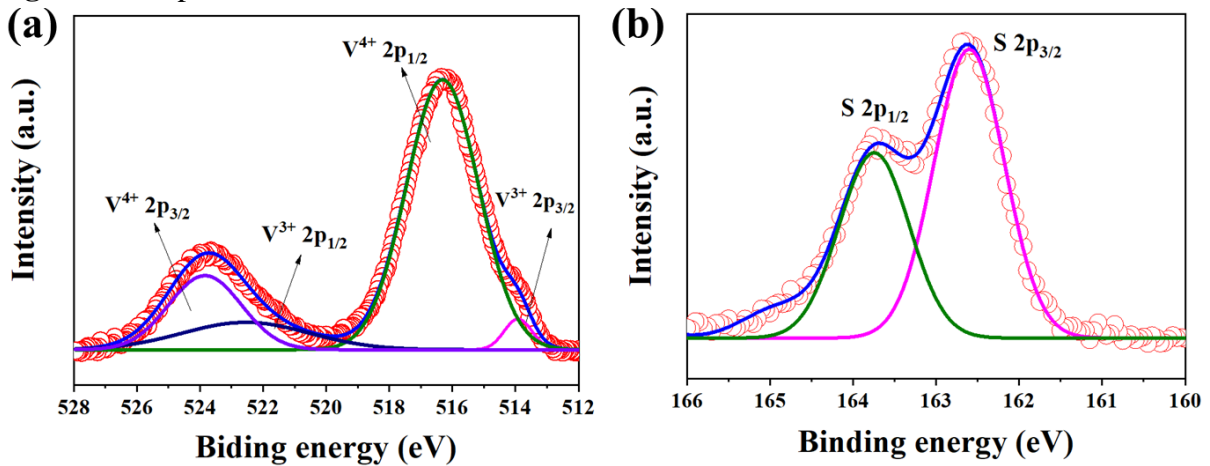 (a)
V⁴⁺ 2p₁/₂
V⁴⁺ 2p₃/₂
V³⁺ 2p₁/₂
V³⁺ 2p₃/₂
Intensity (a.u.)
528 526 524 522 520 518 516 514 512
Biding energy (eV)
(b)
S 2p₃/₂
S 2p₁/₂
Intensity (a.u.)
166 165 164 163 162 161 160
Binding energy (eV)